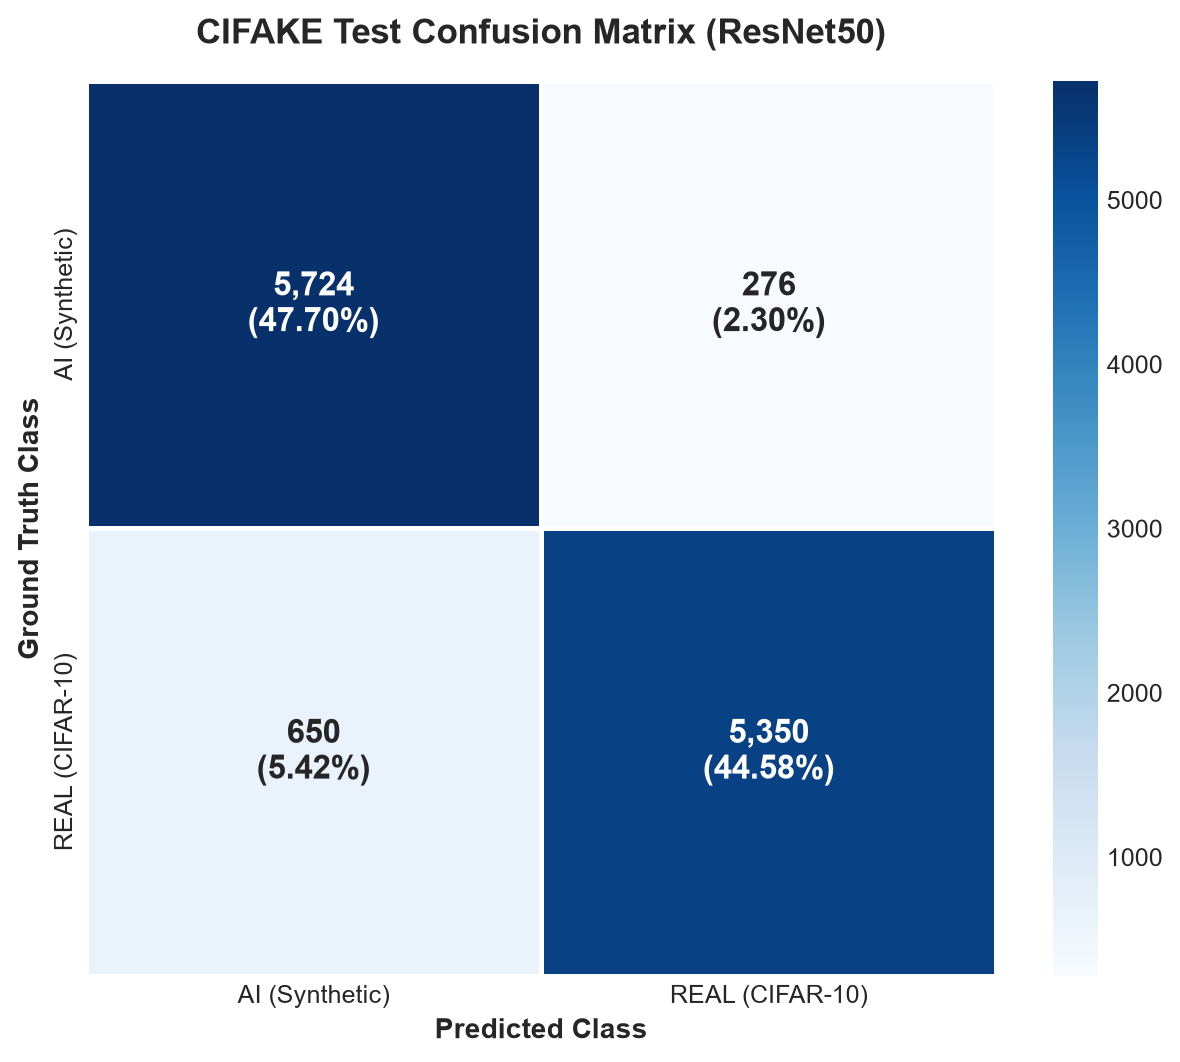 CIFAKE Test Confusion Matrix (ResNet50)
Ground Truth Class
AI (Synthetic)
REAL (CIFAR-10)
5,724
(47.70%)
276
(2.30%)
650
(5.42%)
5,350
(44.58%)
AI (Synthetic)
REAL (CIFAR-10)
Predicted Class
5000
4000
3000
2000
1000